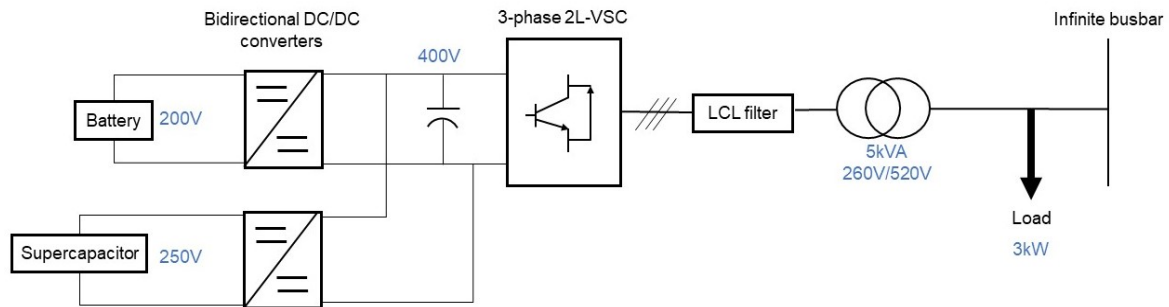 Bidirectional DC/DC
converters
3-phase 2L-VSC
Infinite busbar
400V
Battery
200V
LCL filter
5kVA
260V/520V
Load
3kW
Supercapacitor
250V